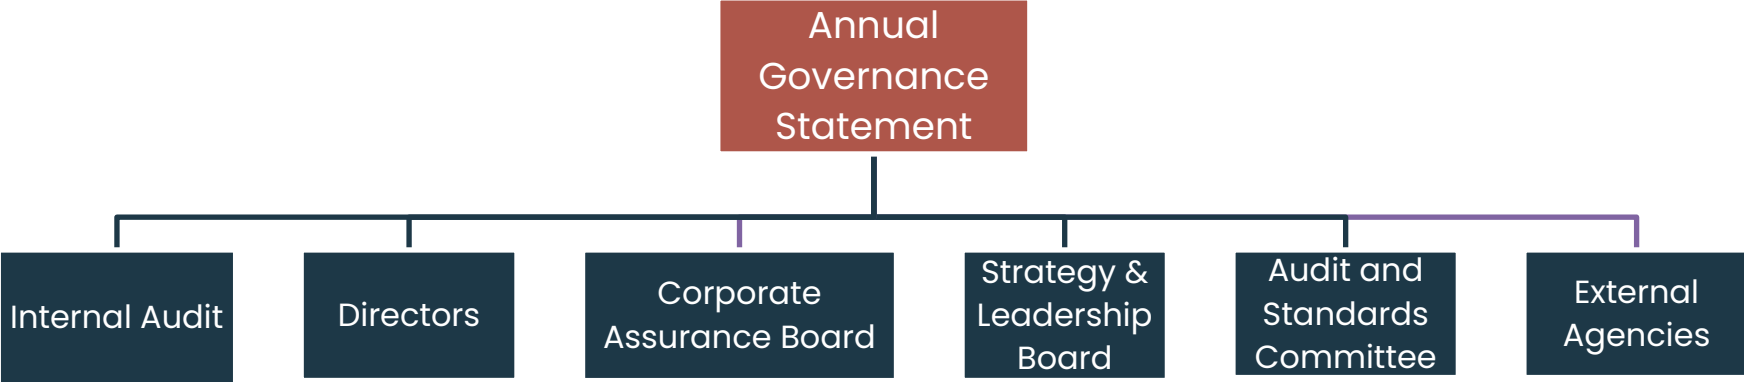 Annual
Governance
Statement
Internal Audit
Directors
Corporate
Assurance Board
Strategy &
Leadership
Board
Audit and
Standards
Committee
External
Agencies